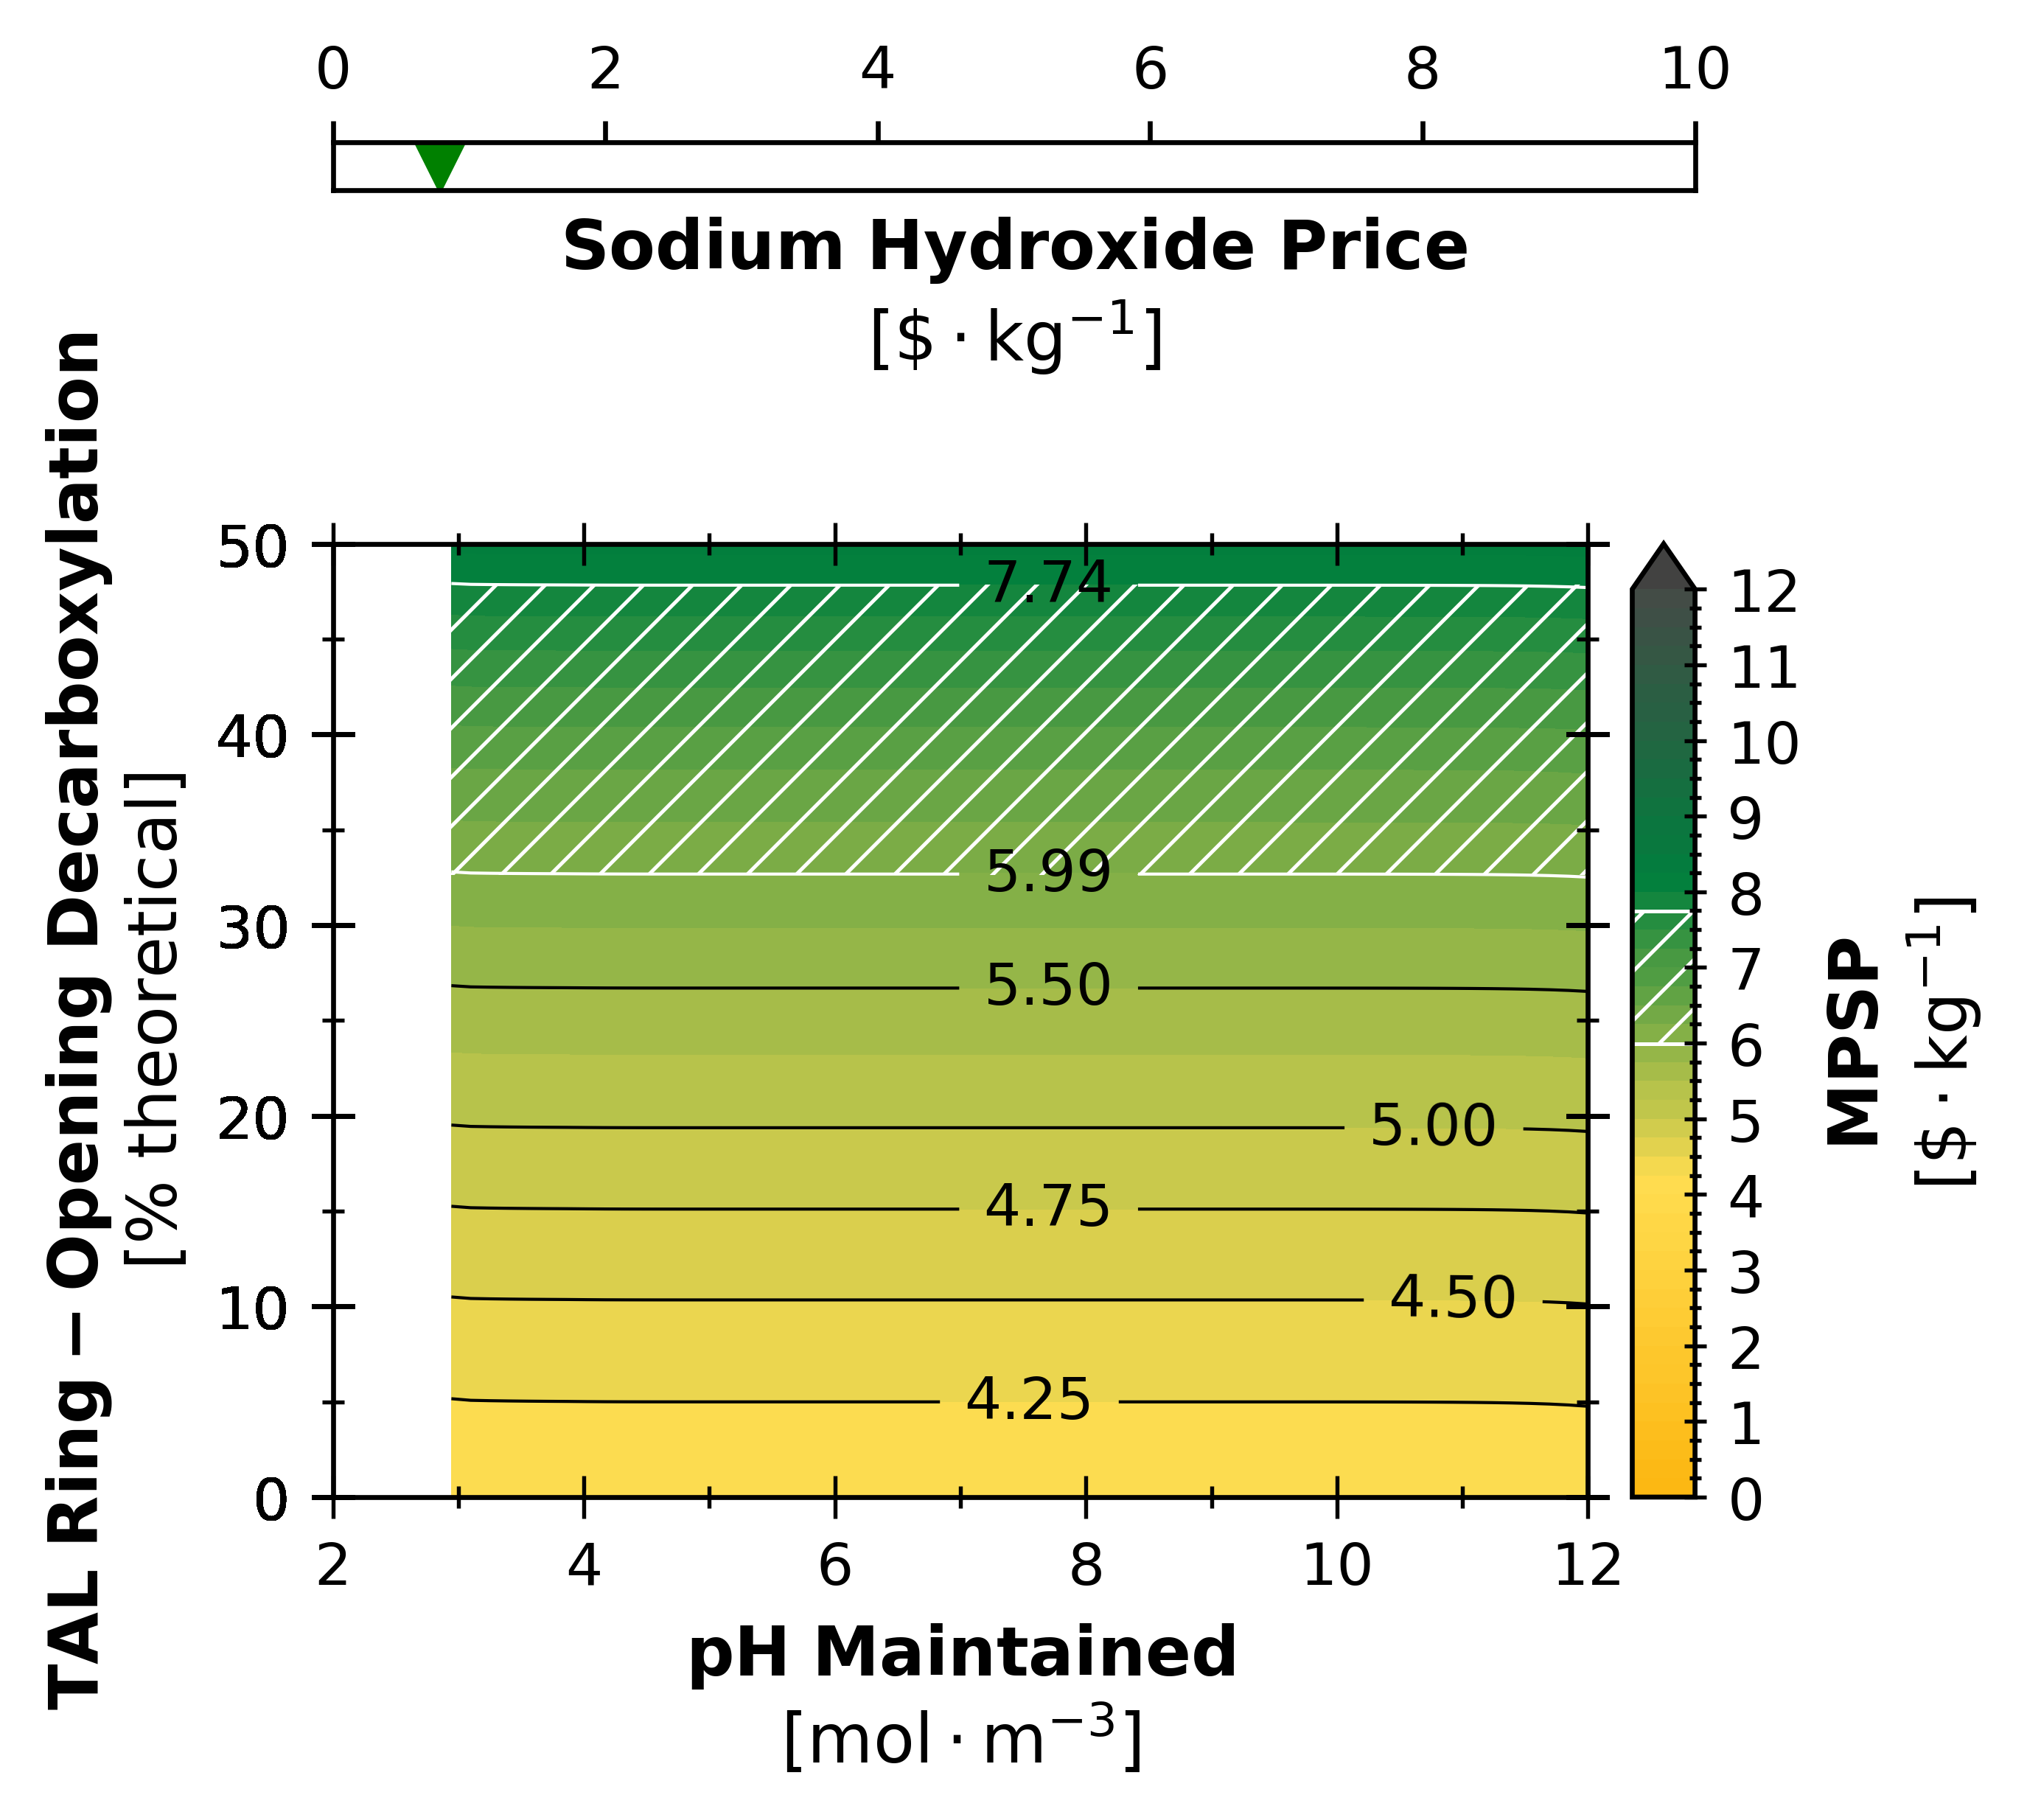 0 2 4 6 8 10
Sodium Hydroxide Price
[$ · kg⁻¹]
TAL Ring − Opening Decarboxylation
[% theoretical]
50
40
30
20
10
0
7.74
5.99
5.50
5.00
4.75
4.50
4.25
2 4 6 8 10 12
pH Maintained
[mol · m⁻³]
12
11
10
9
8
7
6
5
4
3
2
1
0
MPSP
[$ · kg⁻¹]